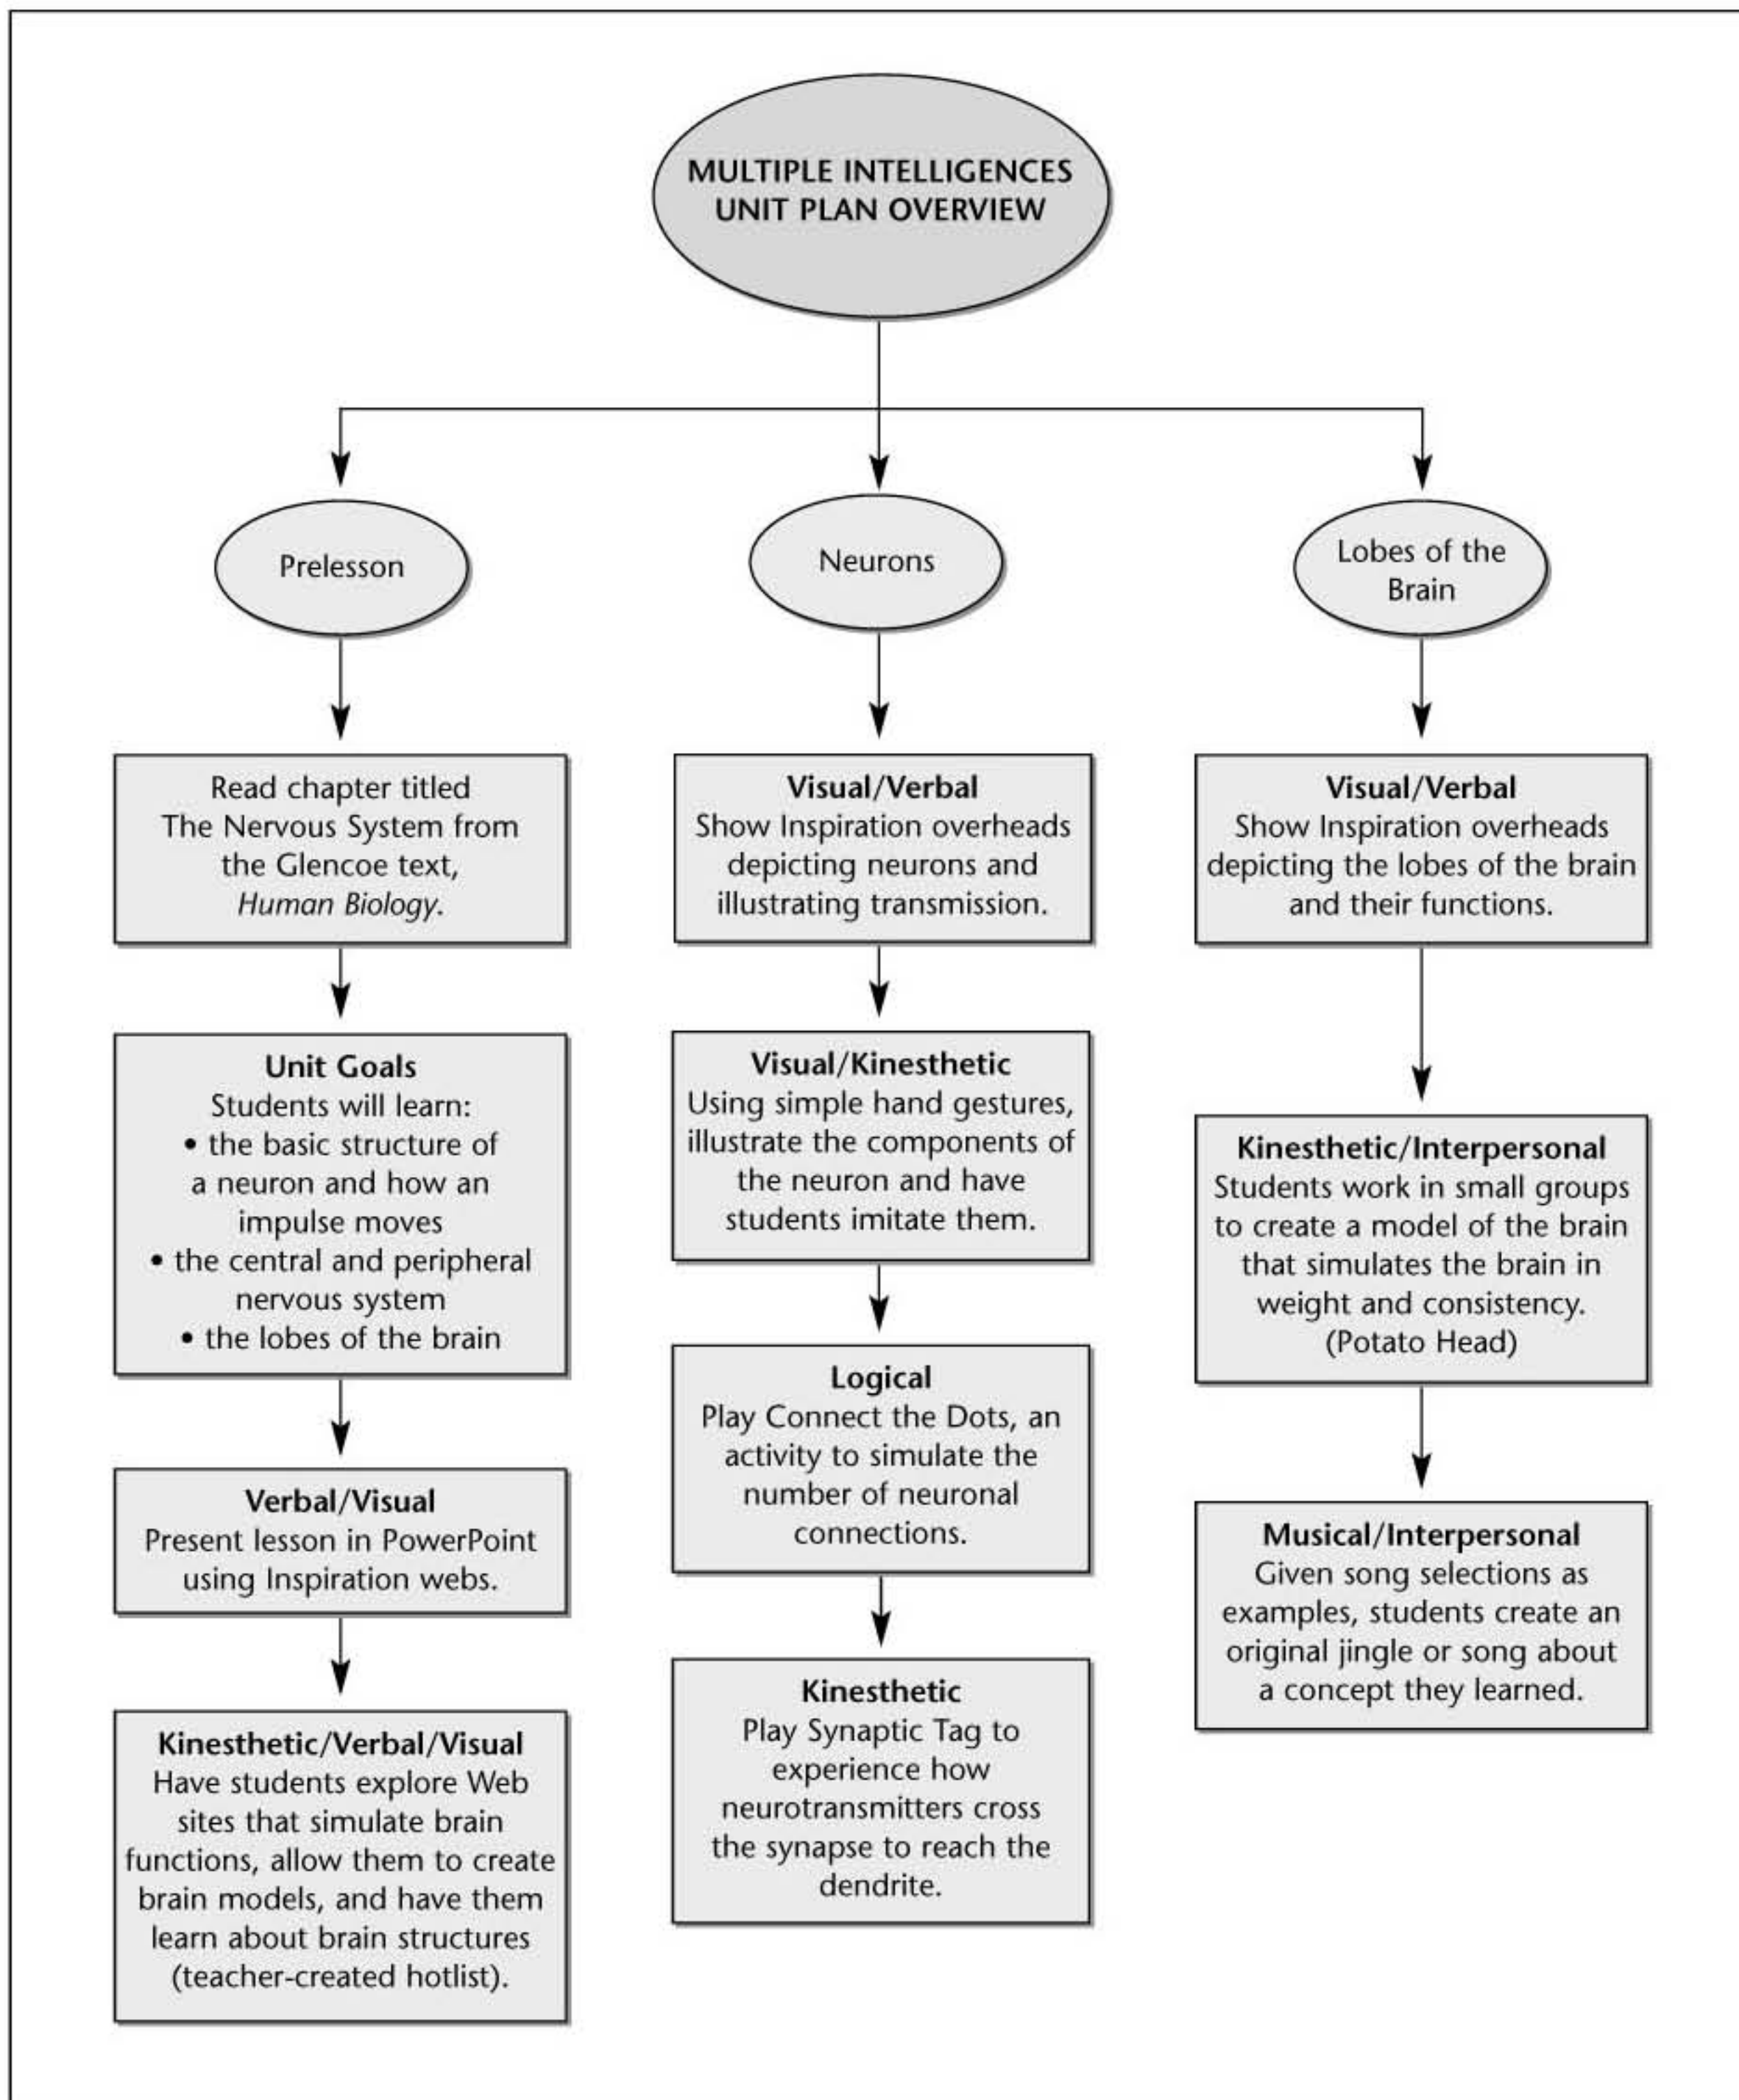 MULTIPLE INTELLIGENCES
UNIT PLAN OVERVIEW
Prelesson
Read chapter titled
The Nervous System from
the Glencoe text,
Human Biology.
Unit Goals
Students will learn:
• the basic structure of
a neuron and how an
impulse moves
• the central and peripheral
nervous system
• the lobes of the brain
Verbal/Visual
Present lesson in PowerPoint
using Inspiration webs.
Kinesthetic/Verbal/Visual
Have students explore Web
sites that simulate brain
functions, allow them to create
brain models, and have them
learn about brain structures
(teacher-created hotlist).
Neurons
Visual/Verbal
Show Inspiration overheads
depicting neurons and
illustrating transmission.
Visual/Kinesthetic
Using simple hand gestures,
illustrate the components of
the neuron and have
students imitate them.
Logical
Play Connect the Dots, an
activity to simulate the
number of neuronal
connections.
Kinesthetic
Play Synaptic Tag to
experience how
neurotransmitters cross
the synapse to reach the
dendrite.
Lobes of the
Brain
Visual/Verbal
Show Inspiration overheads
depicting the lobes of the brain
and their functions.
Kinesthetic/Interpersonal
Students work in small groups
to create a model of the brain
that simulates the brain in
weight and consistency.
(Potato Head)
Musical/Interpersonal
Given song selections as
examples, students create an
original jingle or song about
a concept they learned.